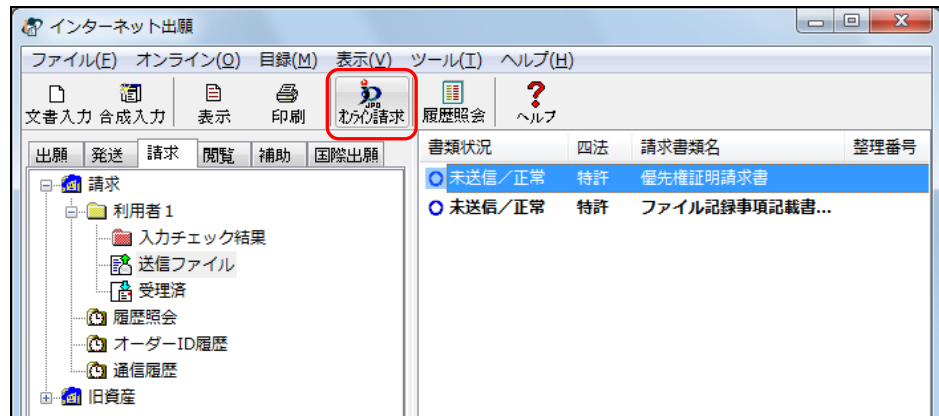 インターネット出願
ファイル(F) オンライン(O) 目録(M) 表示(V) ツール(T) ヘルプ(H)
文書入力 合成入力 表示 印刷 JPO ｵﾝﾗｲﾝ請求 履歴照会 ヘルプ
出願 発送 請求 閲覧 補助 国際出願
書類状況 四法 請求書類名 整理番号
請求
未送信／正常 特許 優先権証明請求書
利用者１
未送信／正常 特許 ファイル記録事項記載書...
入力チェック結果
送信ファイル
受理済
履歴照会
オーダーID履歴
通信履歴
旧資産